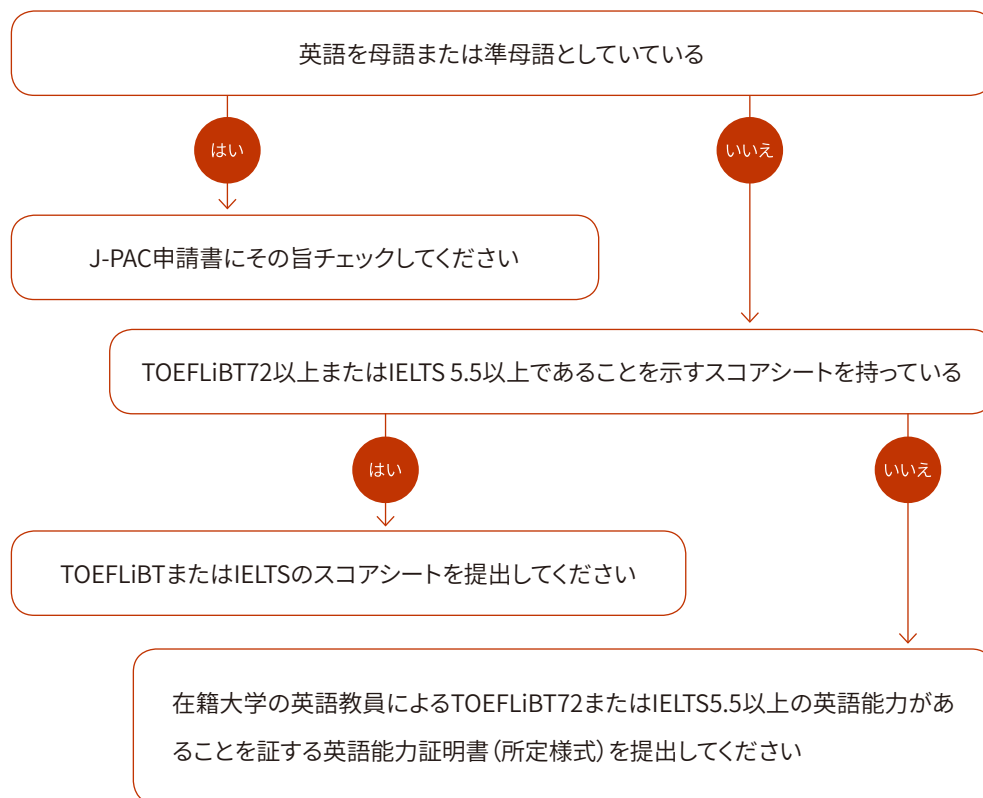 英語を母語または準母語としていている
はい
いいえ
J-PAC申請書にその旨チェックしてください
TOEFLiBT72以上またはIELTS 5.5以上であることを示すスコアシートを持っている
はい
いいえ
TOEFLiBTまたはIELTSのスコアシートを提出してください
在籍大学の英語教員によるTOEFLiBT72またはIELTS5.5以上の英語能力があ
ることを証する英語能力証明書（所定様式）を提出してください